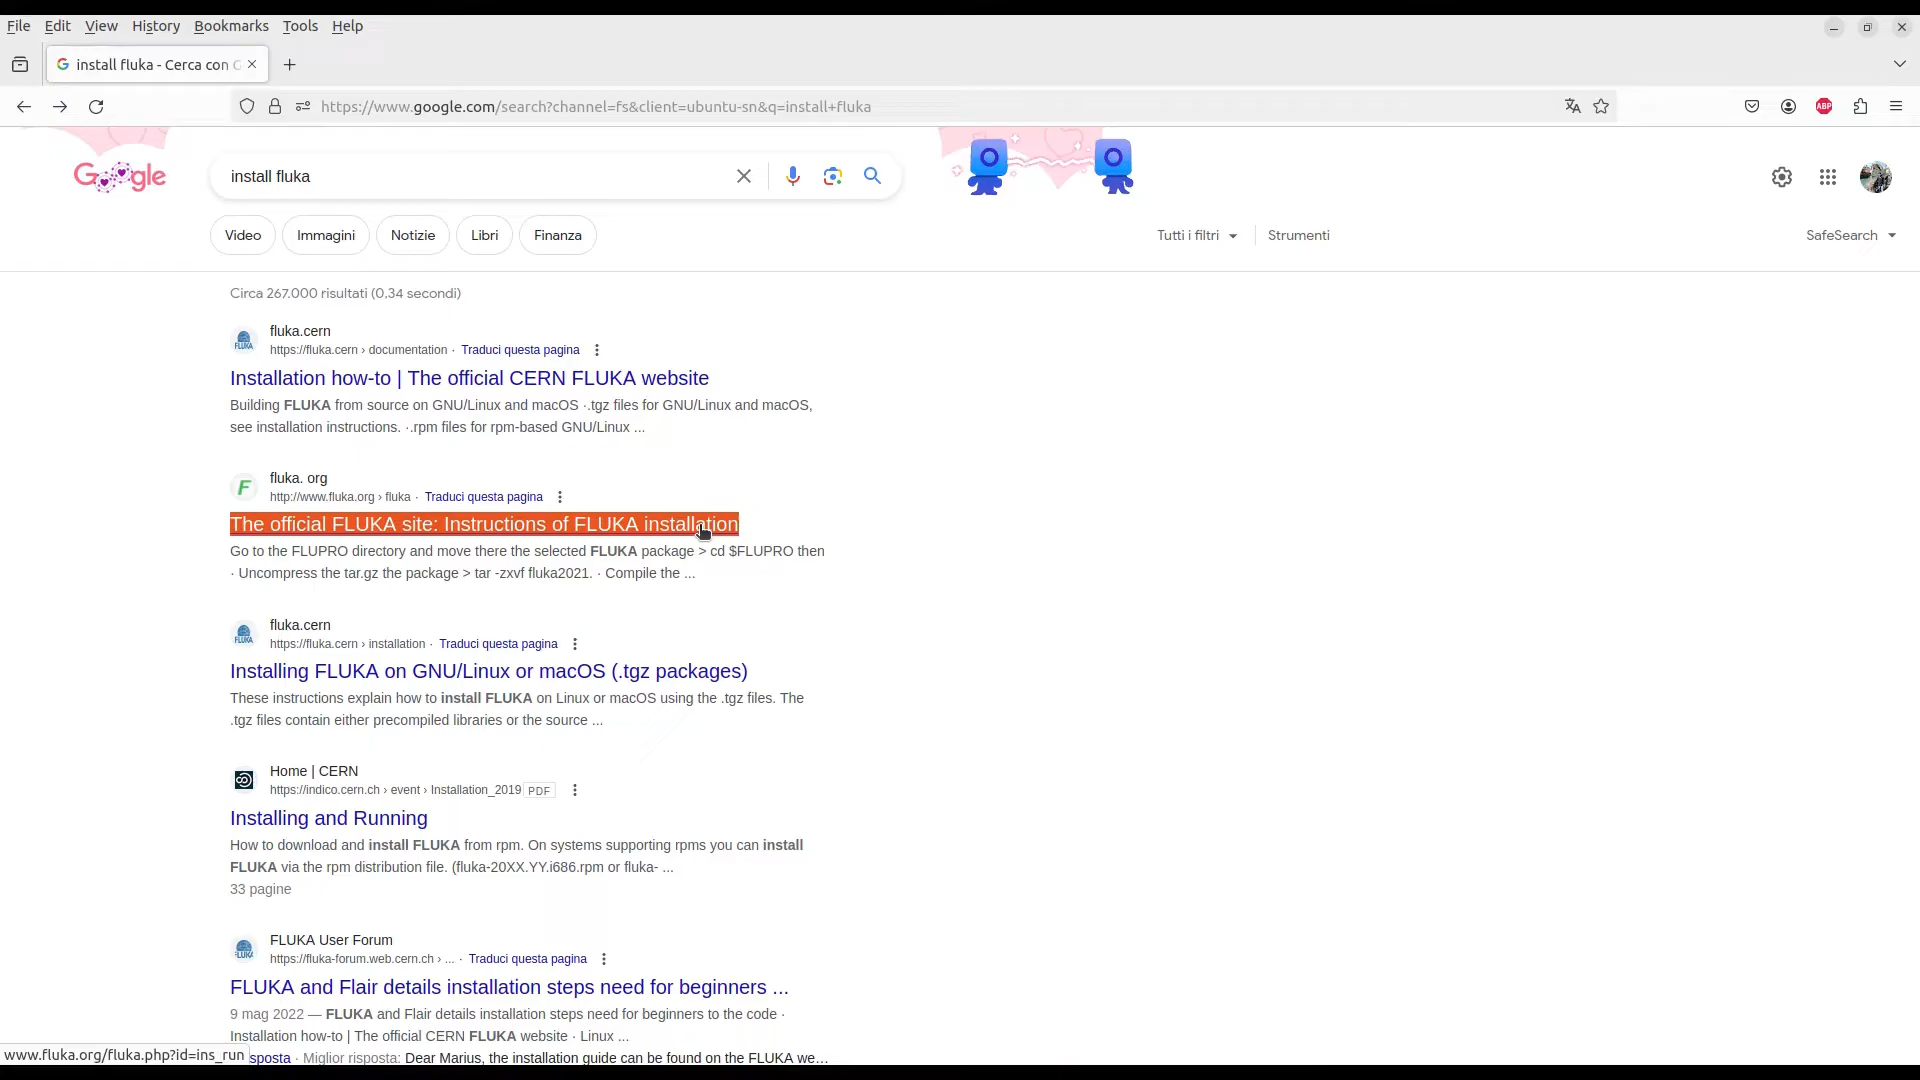 File Edit View History Bookmarks Tools Help
install fluka - Cerca con G
https://www.google.com/search?channel=fs&client=ubuntu-sn&q=install+fluka
ABP
Google
install fluka
Video Immagini Notizie Libri Finanza Tutti i filtri Strumenti SafeSearch
Circa 267.000 risultati (0,34 secondi)
fluka.cern
https://fluka.cern › documentation · Traduci questa pagina
Installation how-to | The official CERN FLUKA website
Building FLUKA from source on GNU/Linux and macOS ·.tgz files for GNU/Linux and macOS,
see installation instructions. ·.rpm files for rpm-based GNU/Linux ...
fluka. org
http://www.fluka.org › fluka · Traduci questa pagina
The official FLUKA site: Instructions of FLUKA installation
Go to the FLUPRO directory and move there the selected FLUKA package > cd $FLUPRO then
· Uncompress the tar.gz the package > tar -zxvf fluka2021. · Compile the ...
fluka.cern
https://fluka.cern › installation · Traduci questa pagina
Installing FLUKA on GNU/Linux or macOS (.tgz packages)
These instructions explain how to install FLUKA on Linux or macOS using the .tgz files. The
.tgz files contain either precompiled libraries or the source ...
Home | CERN
https://indico.cern.ch › event › Installation_2019 PDF
Installing and Running
How to download and install FLUKA from rpm. On systems supporting rpms you can install
FLUKA via the rpm distribution file. (fluka-20XX.YY.i686.rpm or fluka- ...
33 pagine
FLUKA User Forum
https://fluka-forum.web.cern.ch › ... · Traduci questa pagina
FLUKA and Flair details installation steps need for beginners ...
9 mag 2022 — FLUKA and Flair details installation steps need for beginners to the code ·
Installation how-to | The official CERN FLUKA website · Linux ...
www.fluka.org/fluka.php?id=ins_run sposta · Miglior risposta: Dear Marius, the installation guide can be found on the FLUKA we...